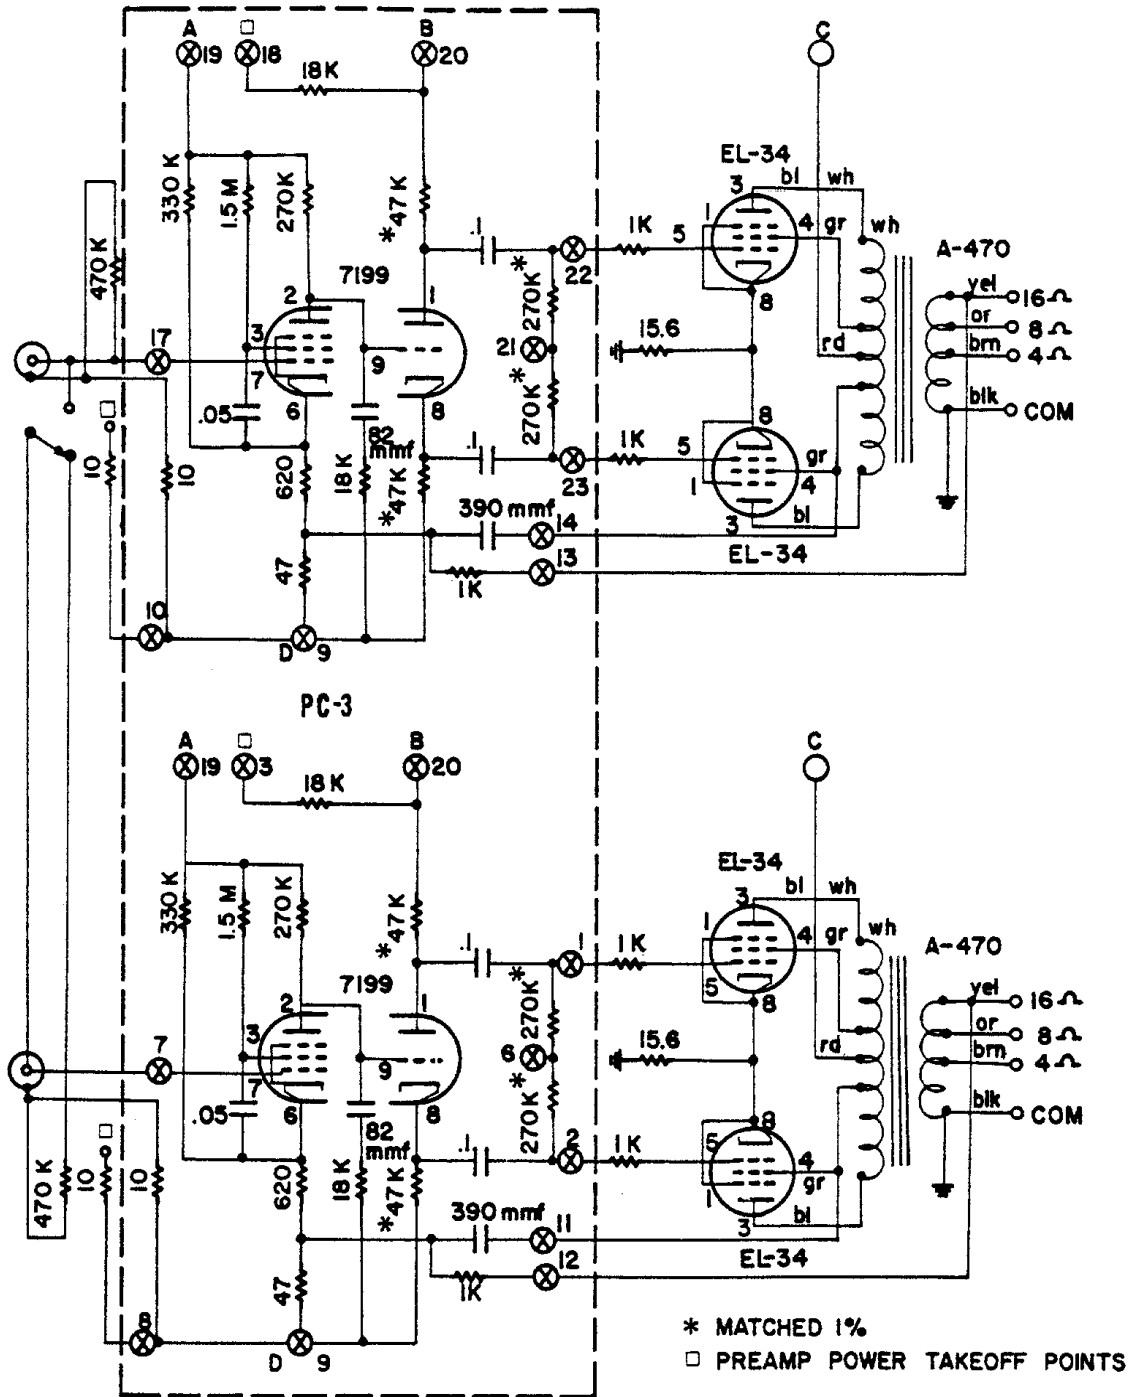 A □ B C
19 18 20
18K
330K 1.5M 270K *47K
470K
EL-34
bl wh
3
1 4 gr wh
5
8
.1 22 1K
* 270K
7199
2 1
17 3 9
7
6 8
21
* 270K
15.6
rd
A-470
yel 16Ω
or 8Ω
brn 4Ω
blk COM
□ .05 82 mmf
10 10 620 18K *47K
.1 23 1K
8
5 4 gr
1
3 bl
EL-34
390 mmf 14
13
1K
47
10 D 9
PC-3
A □ B C
19 3 20
18K
330K 1.5M 270K *47K
EL-34
bl wh
3
1 4 gr wh
5 8
.1 1 1K
270K*
7199
2 1
7 3 9
7
6 8
6
270K*
15.6
rd
A-470
yel 16Ω
or 8Ω
brn 4Ω
blk COM
□ .05 82 mmf
470K 10 10 620 18K *47K
.1 2 1K
8
5 4
1 gr
3 bl
EL-34
390 mmf 11
12
1K
47
8 D 9
* MATCHED 1%
□ PREAMP POWER TAKEOFF POINTS